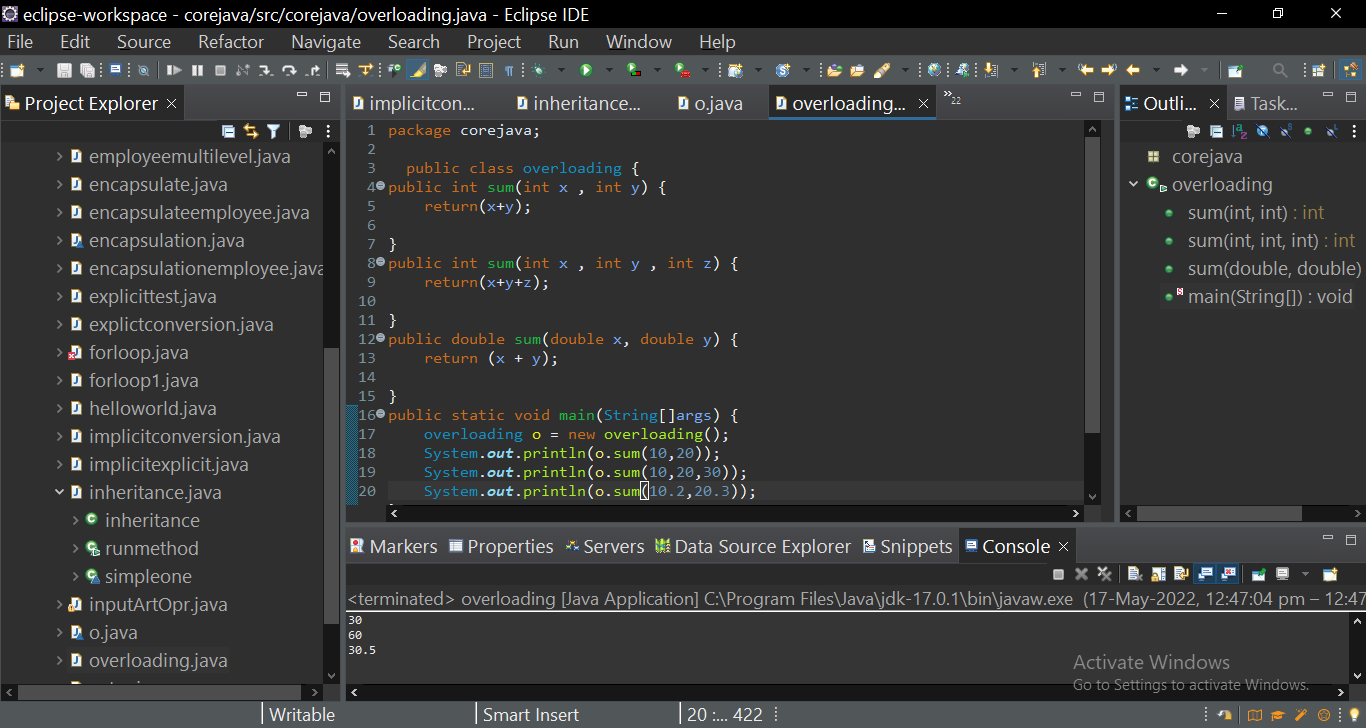 eclipse-workspace - corejava/src/corejava/overloading.java - Eclipse IDE
File Edit Source Refactor Navigate Search Project Run Window Help
Project Explorer
employeemultilevel.java
encapsulate.java
encapsulateemployee.java
encapsulation.java
encapsulationemployee.java
explicittest.java
explictconversion.java
forloop.java
forloop1.java
helloworld.java
implicitconversion.java
implicitexplicit.java
inheritance.java
inheritance
runmethod
simpleone
inputArtOpr.java
o.java
overloading.java
implicitcon... inheritance... o.java overloading... »22
1 package corejava;
2
3 public class overloading {
4 public int sum(int x , int y) {
5 return(x+y);
6
7 }
8 public int sum(int x , int y , int z) {
9 return(x+y+z);
10
11 }
12 public double sum(double x, double y) {
13 return (x + y);
14
15 }
16 public static void main(String[]args) {
17 overloading o = new overloading();
18 System.out.println(o.sum(10,20));
19 System.out.println(o.sum(10,20,30));
20 System.out.println(o.sum(10.2,20.3));
Outli... Task...
corejava
overloading
sum(int, int) : int
sum(int, int, int) : int
sum(double, double)
main(String[]) : void
Markers Properties Servers Data Source Explorer Snippets Console
<terminated> overloading [Java Application] C:\Program Files\Java\jdk-17.0.1\bin\javaw.exe (17-May-2022, 12:47:04 pm – 12:47
30
60
30.5
Activate Windows
Go to Settings to activate Windows.
Writable Smart Insert 20 :... 422